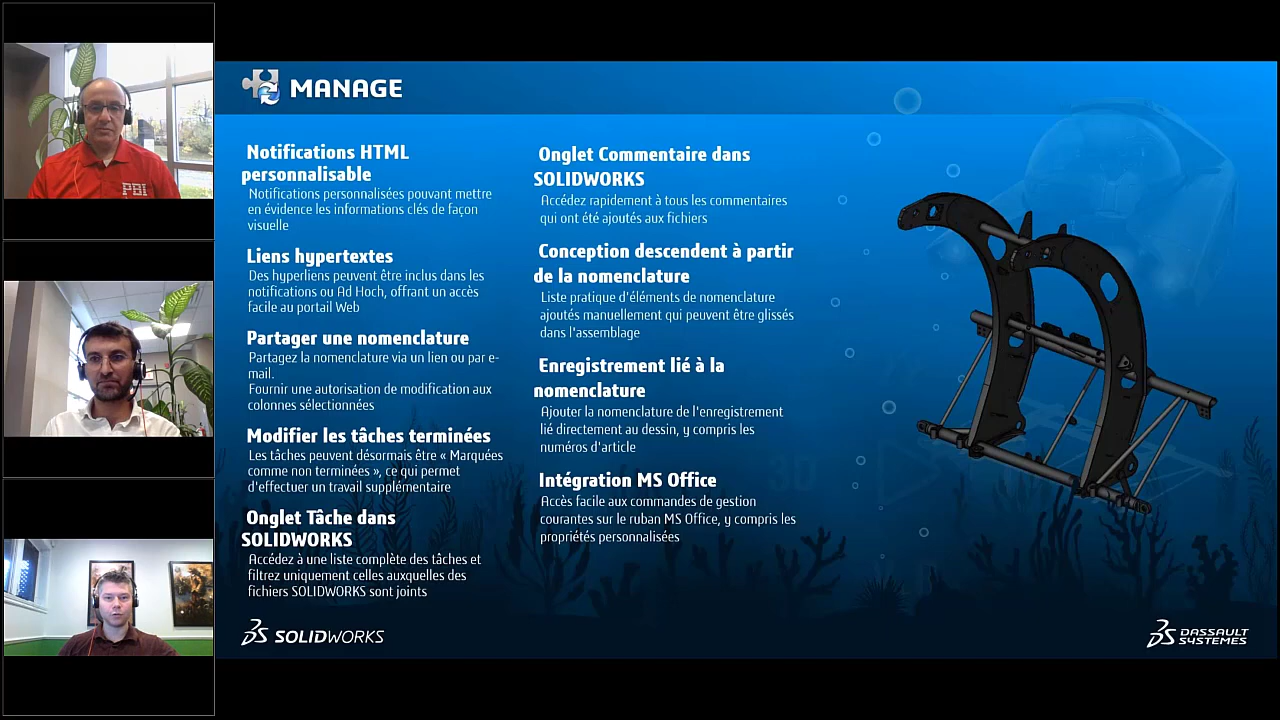 MANAGE
Notifications HTML
personnalisable
Notifications personnalisées pouvant mettre
en évidence les informations clés de façon
visuelle
Liens hypertextes
Des hyperliens peuvent être inclus dans les
notifications ou Ad Hoch, offrant un accès
facile au portail Web
Partager une nomenclature
Partagez la nomenclature via un lien ou par e-
mail.
Fournir une autorisation de modification aux
colonnes sélectionnées
Modifier les tâches terminées
Les tâches peuvent désormais être « Marquées
comme non terminées », ce qui permet
d'effectuer un travail supplémentaire
Onglet Tâche dans
SOLIDWORKS
Accédez à une liste complète des tâches et
filtrez uniquement celles auxquelles des
fichiers SOLIDWORKS sont joints
Onglet Commentaire dans
SOLIDWORKS
Accédez rapidement à tous les commentaires
qui ont été ajoutés aux fichiers
Conception descendent à partir
de la nomenclature
Liste pratique d'éléments de nomenclature
ajoutés manuellement qui peuvent être glissés
dans l'assemblage
Enregistrement lié à la
nomenclature
Ajouter la nomenclature de l'enregistrement
lié directement au dessin, y compris les
numéros d'article
Intégration MS Office
Accès facile aux commandes de gestion
courantes sur le ruban MS Office, y compris les
propriétés personnalisées
PBI
SOLIDWORKS
DASSAULT
SYSTEMES